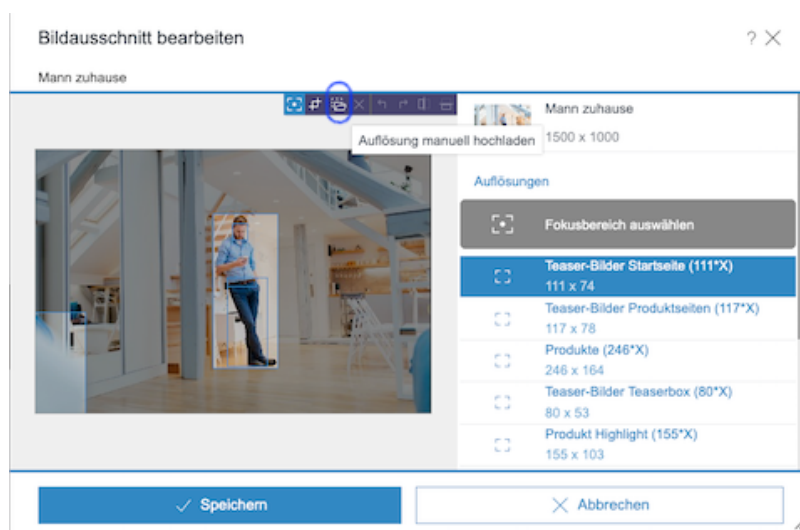 Bildausschnitt bearbeiten
?
Mann zuhause
Mann zuhause
Auflösung manuell hochladen
1500 x 1000
Auflösungen
Fokusbereich auswählen
Teaser-Bilder Startseite (111*X)
111 x 74
Teaser-Bilder Produktseiten (117*X)
117 x 78
Produkte (246*X)
246 x 164
Teaser-Bilder Teaserbox (80*X)
80 x 53
Produkt Highlight (155*X)
155 x 103
Speichern
Abbrechen